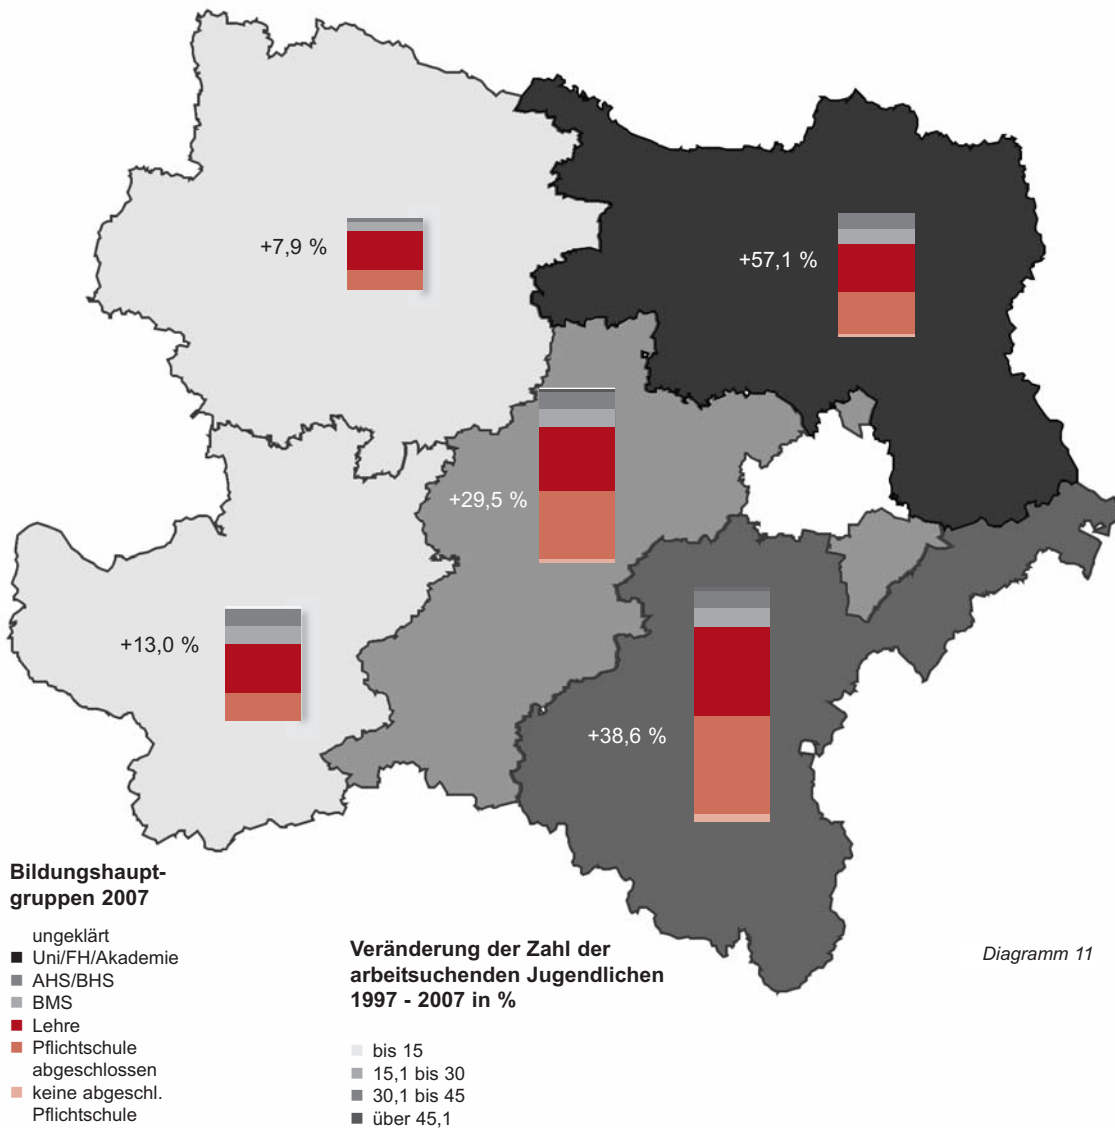 +7,9 %
+57,1 %
+29,5 %
+13,0 %
+38,6 %
Bildungshaupt-
gruppen 2007
ungeklärt
Uni/FH/Akademie
AHS/BHS
BMS
Lehre
Pflichtschule
abgeschlossen
keine abgeschl.
Pflichtschule
Veränderung der Zahl der
arbeitsuchenden Jugendlichen
1997 - 2007 in %
bis 15
15,1 bis 30
30,1 bis 45
über 45,1
Diagramm 11